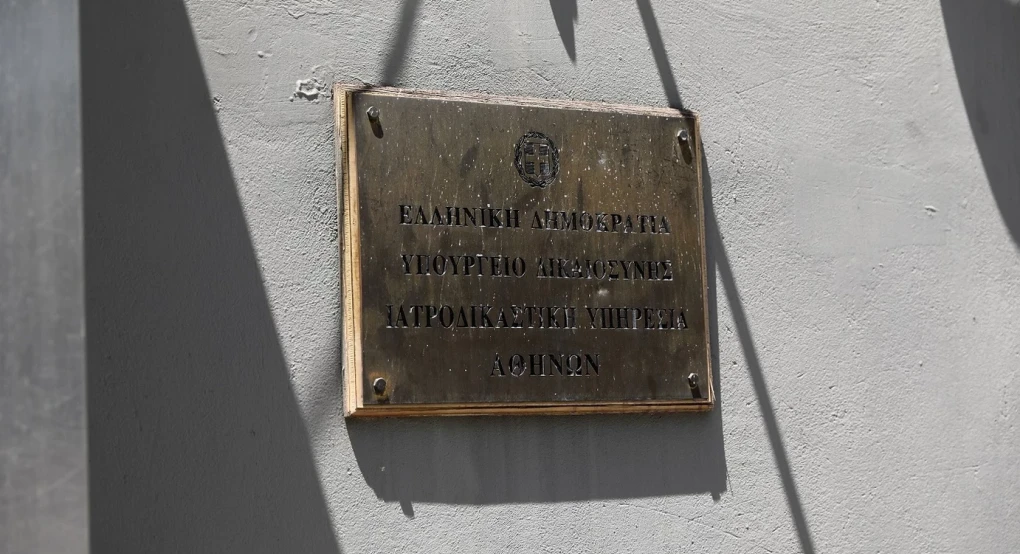 ΕΛΛΗΝΙΚΗ ΔΗΜΟΚΡΑΤΙΑ
ΥΠΟΥΡΓΕΙΟ ΔΙΚΑΙΟΣΥΝΗΣ
ΙΑΤΡΟΔΙΚΑΣΤΙΚΗ ΥΠΗΡΕΣΙΑ
ΑΘΗΝΩΝ